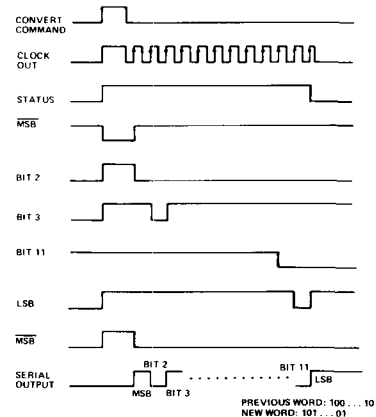 CONVERT
COMMAND
CLOCK
OUT
STATUS
MSB
BIT 2
BIT 3
BIT 11
LSB
MSB
SERIAL
OUTPUT
BIT 2
BIT 11
MSB
BIT 3
LSB
PREVIOUS WORD: 100 . . . 10
NEW WORD: 101 . . . 01